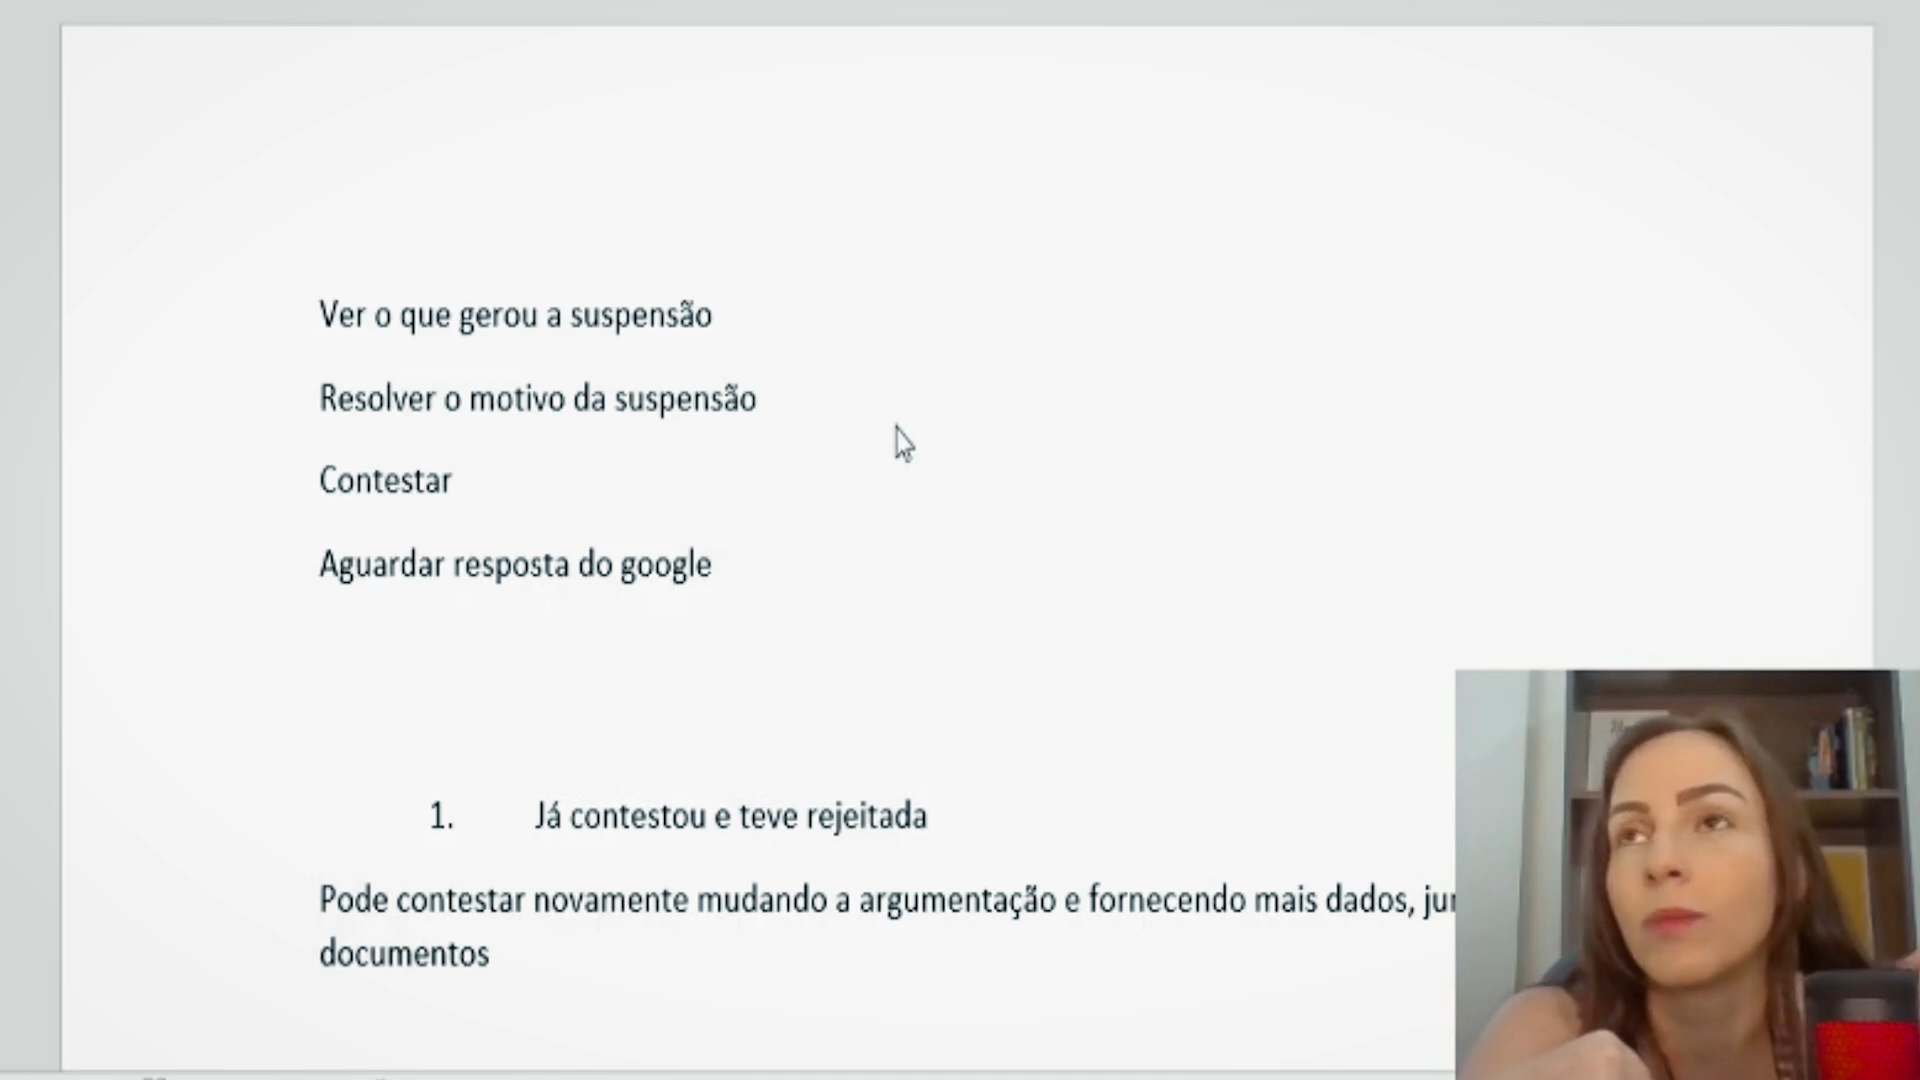 Ver o que gerou a suspensão
Resolver o motivo da suspensão
Contestar
Aguardar resposta do google
1. Já contestou e teve rejeitada
Pode contestar novamente mudando a argumentação e fornecendo mais dados,
documentos